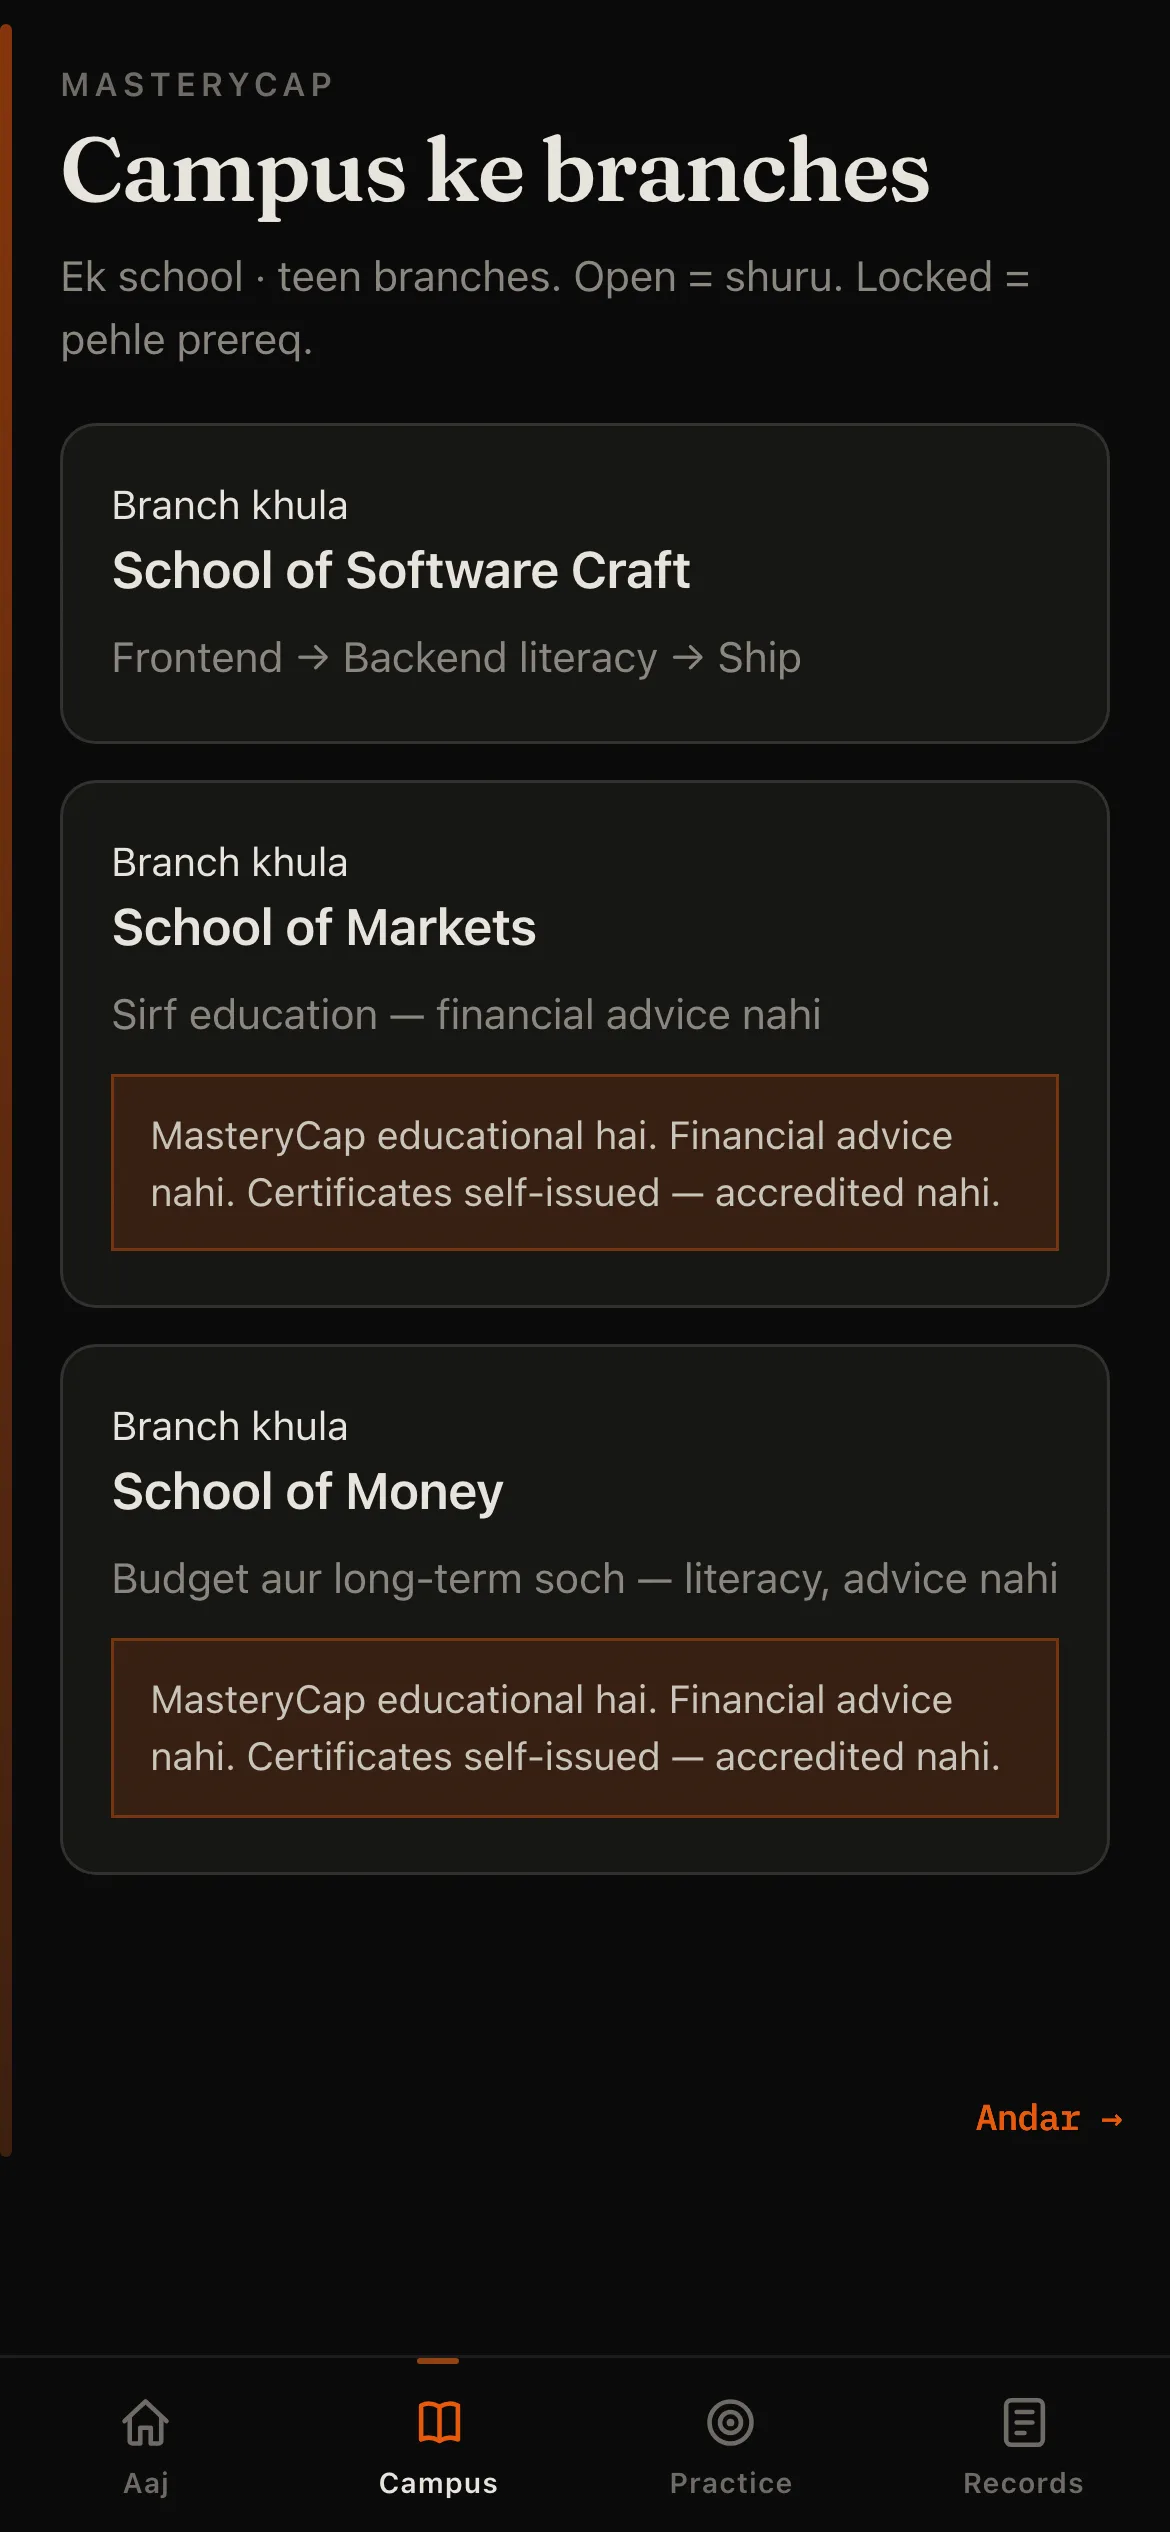 MASTERYCAP
Campus ke branches
Ek school · teen branches. Open = shuru. Locked =
pehle prereq.
Branch khula
School of Software Craft
Frontend → Backend literacy → Ship
Branch khula
School of Markets
Sirf education — financial advice nahi
MasteryCap educational hai. Financial advice
nahi. Certificates self-issued — accredited nahi.
Branch khula
School of Money
Budget aur long-term soch — literacy, advice nahi
MasteryCap educational hai. Financial advice
nahi. Certificates self-issued — accredited nahi.
Andar →
Aaj
Campus
Practice
Records